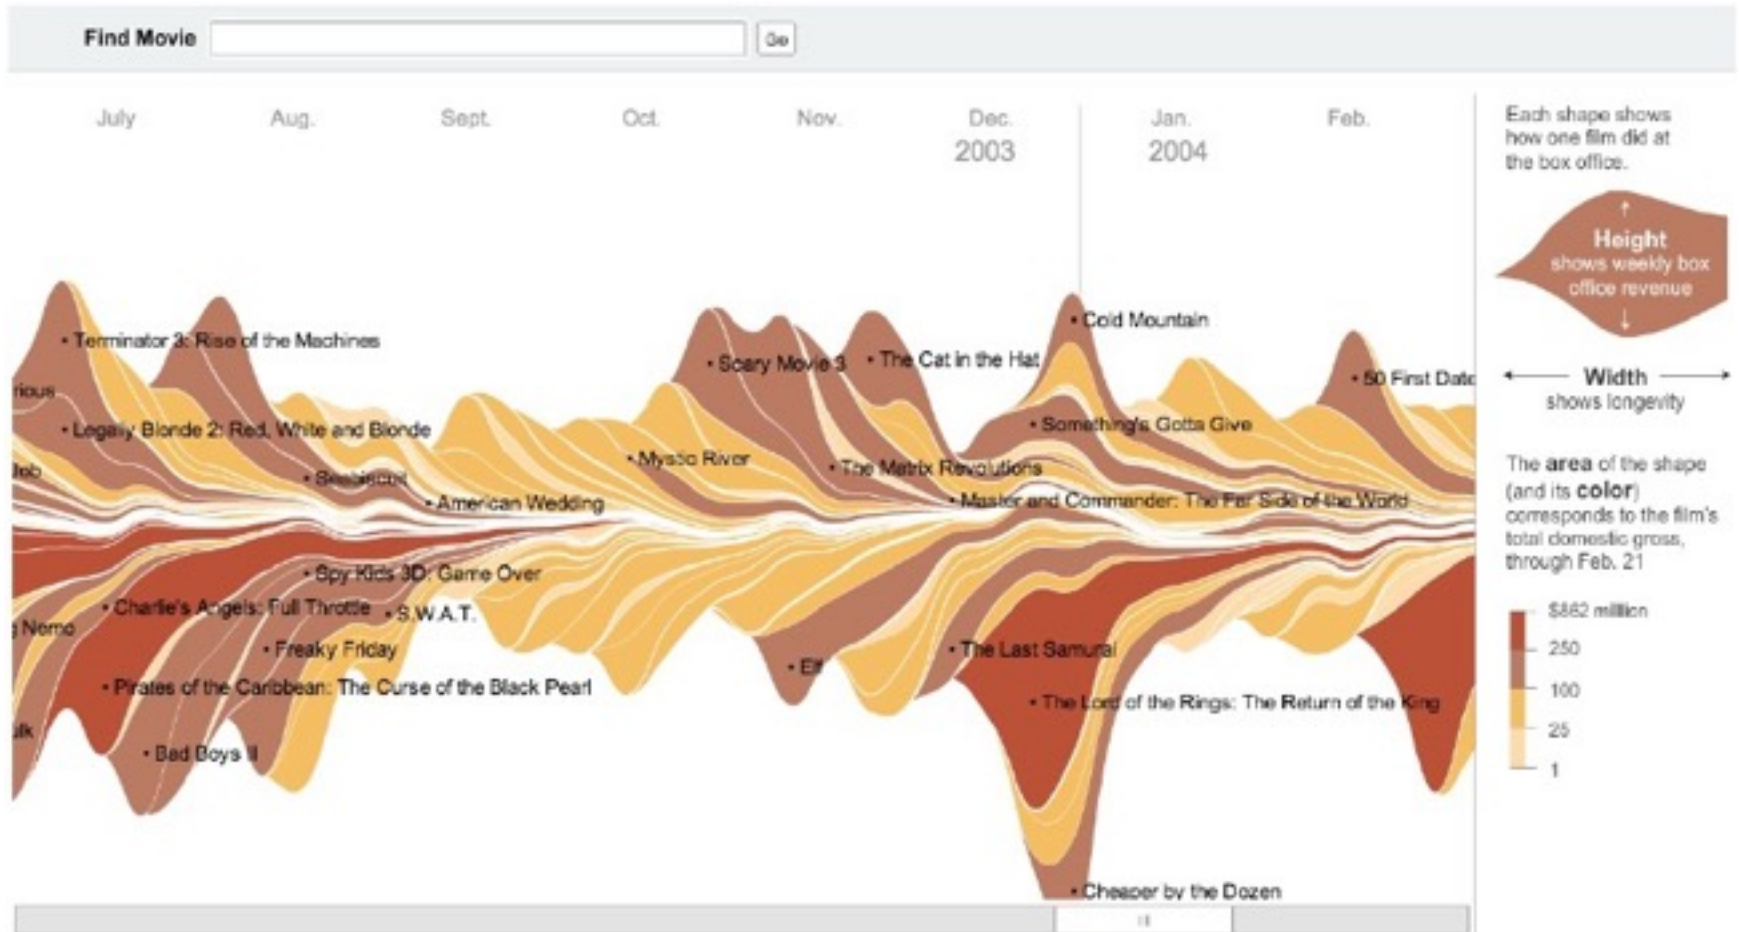 Find Movie
Go
July
Aug.
Sept.
Oct.
Nov.
Dec.
2003
Jan.
2004
Feb.
Terminator 3: Rise of the Machines
rious
Legally Blonde 2: Red, White and Blonde
Job
Seabiscuit
American Wedding
Mystic River
Scary Movie 3
The Cat in the Hat
The Matrix Revolutions
Cold Mountain
Something's Gotta Give
Master and Commander: The Far Side of the World
50 First Date
Spy Kids 3D: Game Over
Charlie's Angels: Full Throttle
S.W.A.T.
g Nemo
Freaky Friday
Pirates of the Caribbean: The Curse of the Black Pearl
ulk
Bad Boys II
Elf
The Last Samurai
The Lord of the Rings: The Return of the King
Cheaper by the Dozen
Each shape shows
how one film did at
the box office.
Height
shows weekly box
office revenue
Width
shows longevity
The area of the shape
(and its color)
corresponds to the film's
total domestic gross,
through Feb. 21
$862 million
250
100
25
1